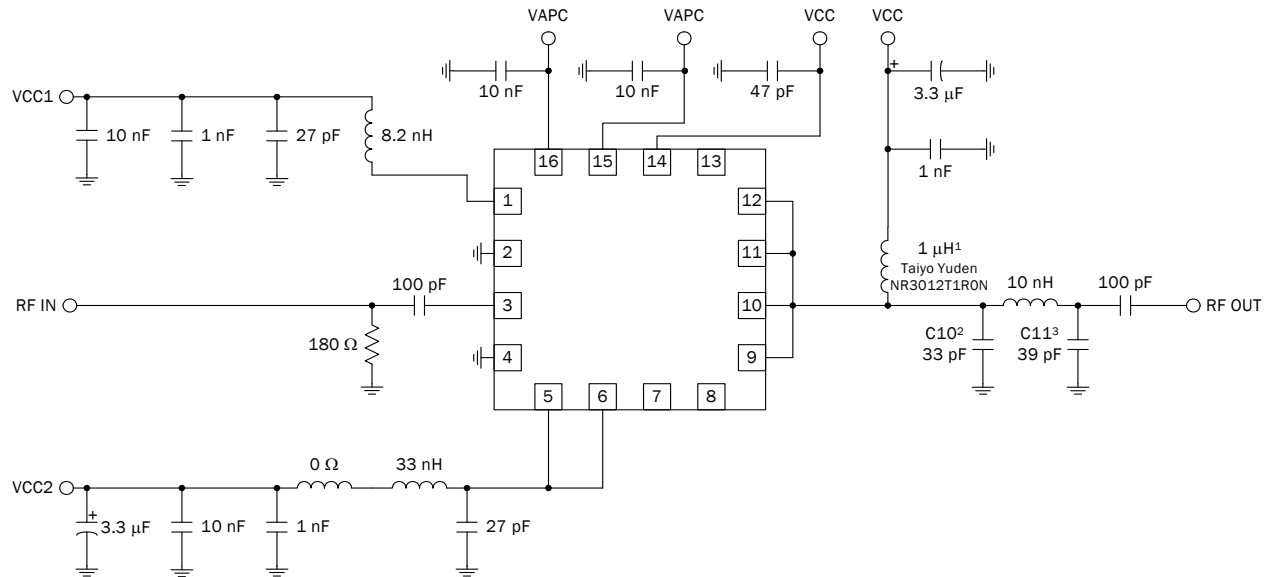 VAPC
VAPC
VCC
VCC
10 nF
10 nF
47 pF
+
3.3 μF
VCC1
10 nF
1 nF
27 pF
8.2 nH
1 nF
16
15
14
13
1
12
2
11
1 μH¹
Taiyo Yuden
NR3012T1R0N
RF IN
100 pF
3
10
10 nH
100 pF
RF OUT
180 Ω
4
9
C10²
33 pF
C11³
39 pF
5
6
7
8
VCC2
0 Ω
33 nH
+
3.3 μF
10 nF
1 nF
27 pF